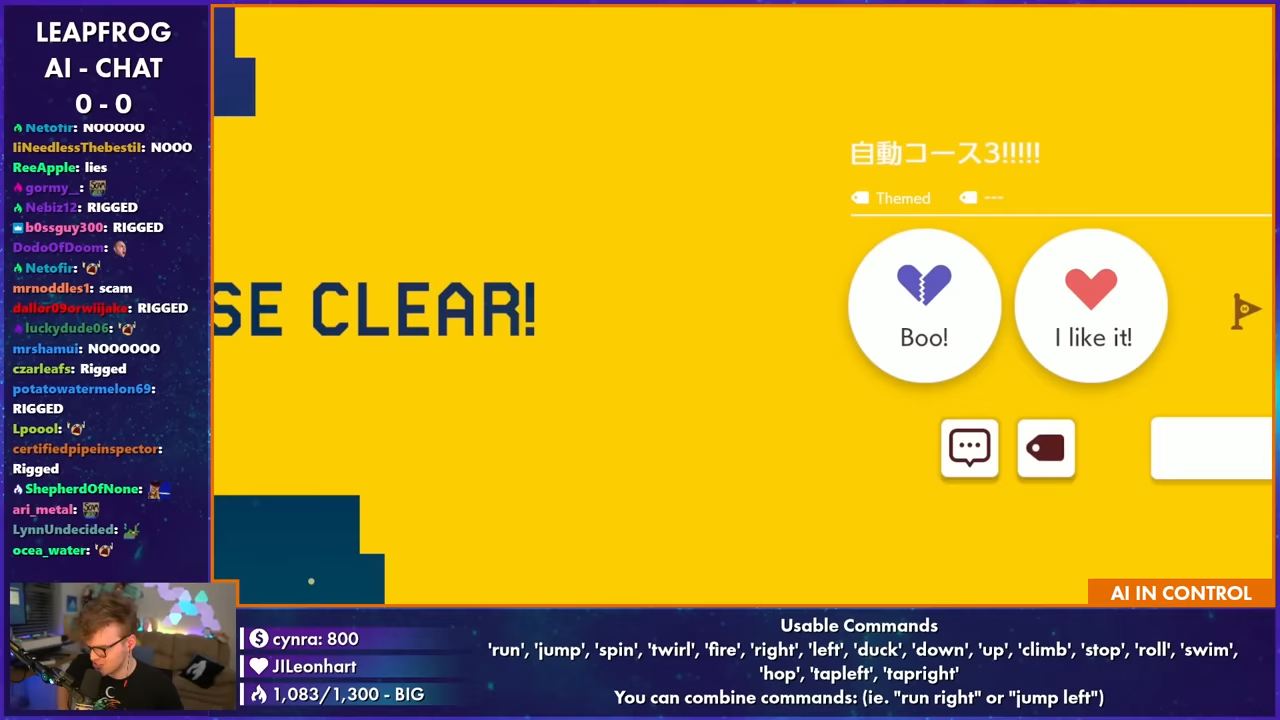 LEAPFROG
AI - CHAT
0 - 0
Netofir: NOOOOO
IiNeedlessThebestiI: NOOO
ReeApple: lies
gormy_:
Nebiz12: RIGGED
b0ssguy300: RIGGED
DodoOfDoom:
Netofir:
mrnoddles1: scam
dallor09orwiijake: RIGGED
luckydude06:
mrshamui: NOOOOOO
czarleafs: Rigged
potatowatermelon69:
RIGGED
Lpoool:
certifiedpipeinspector:
Rigged
ShepherdOfNone:
ari_metal:
LynnUndecided:
ocea_water:
SE CLEAR!
自動コース3!!!!!
Themed ---
Boo!
I like it!
AI IN CONTROL
$ cynra: 800
JILeonhart
1,083/1,300 - BIG
Usable Commands
'run', 'jump', 'spin', 'twirl', 'fire', 'right', 'left', 'duck', 'down', 'up', 'climb', 'stop', 'roll', 'swim',
'hop', 'tapleft', 'tapright'
You can combine commands: (ie. "run right" or "jump left")